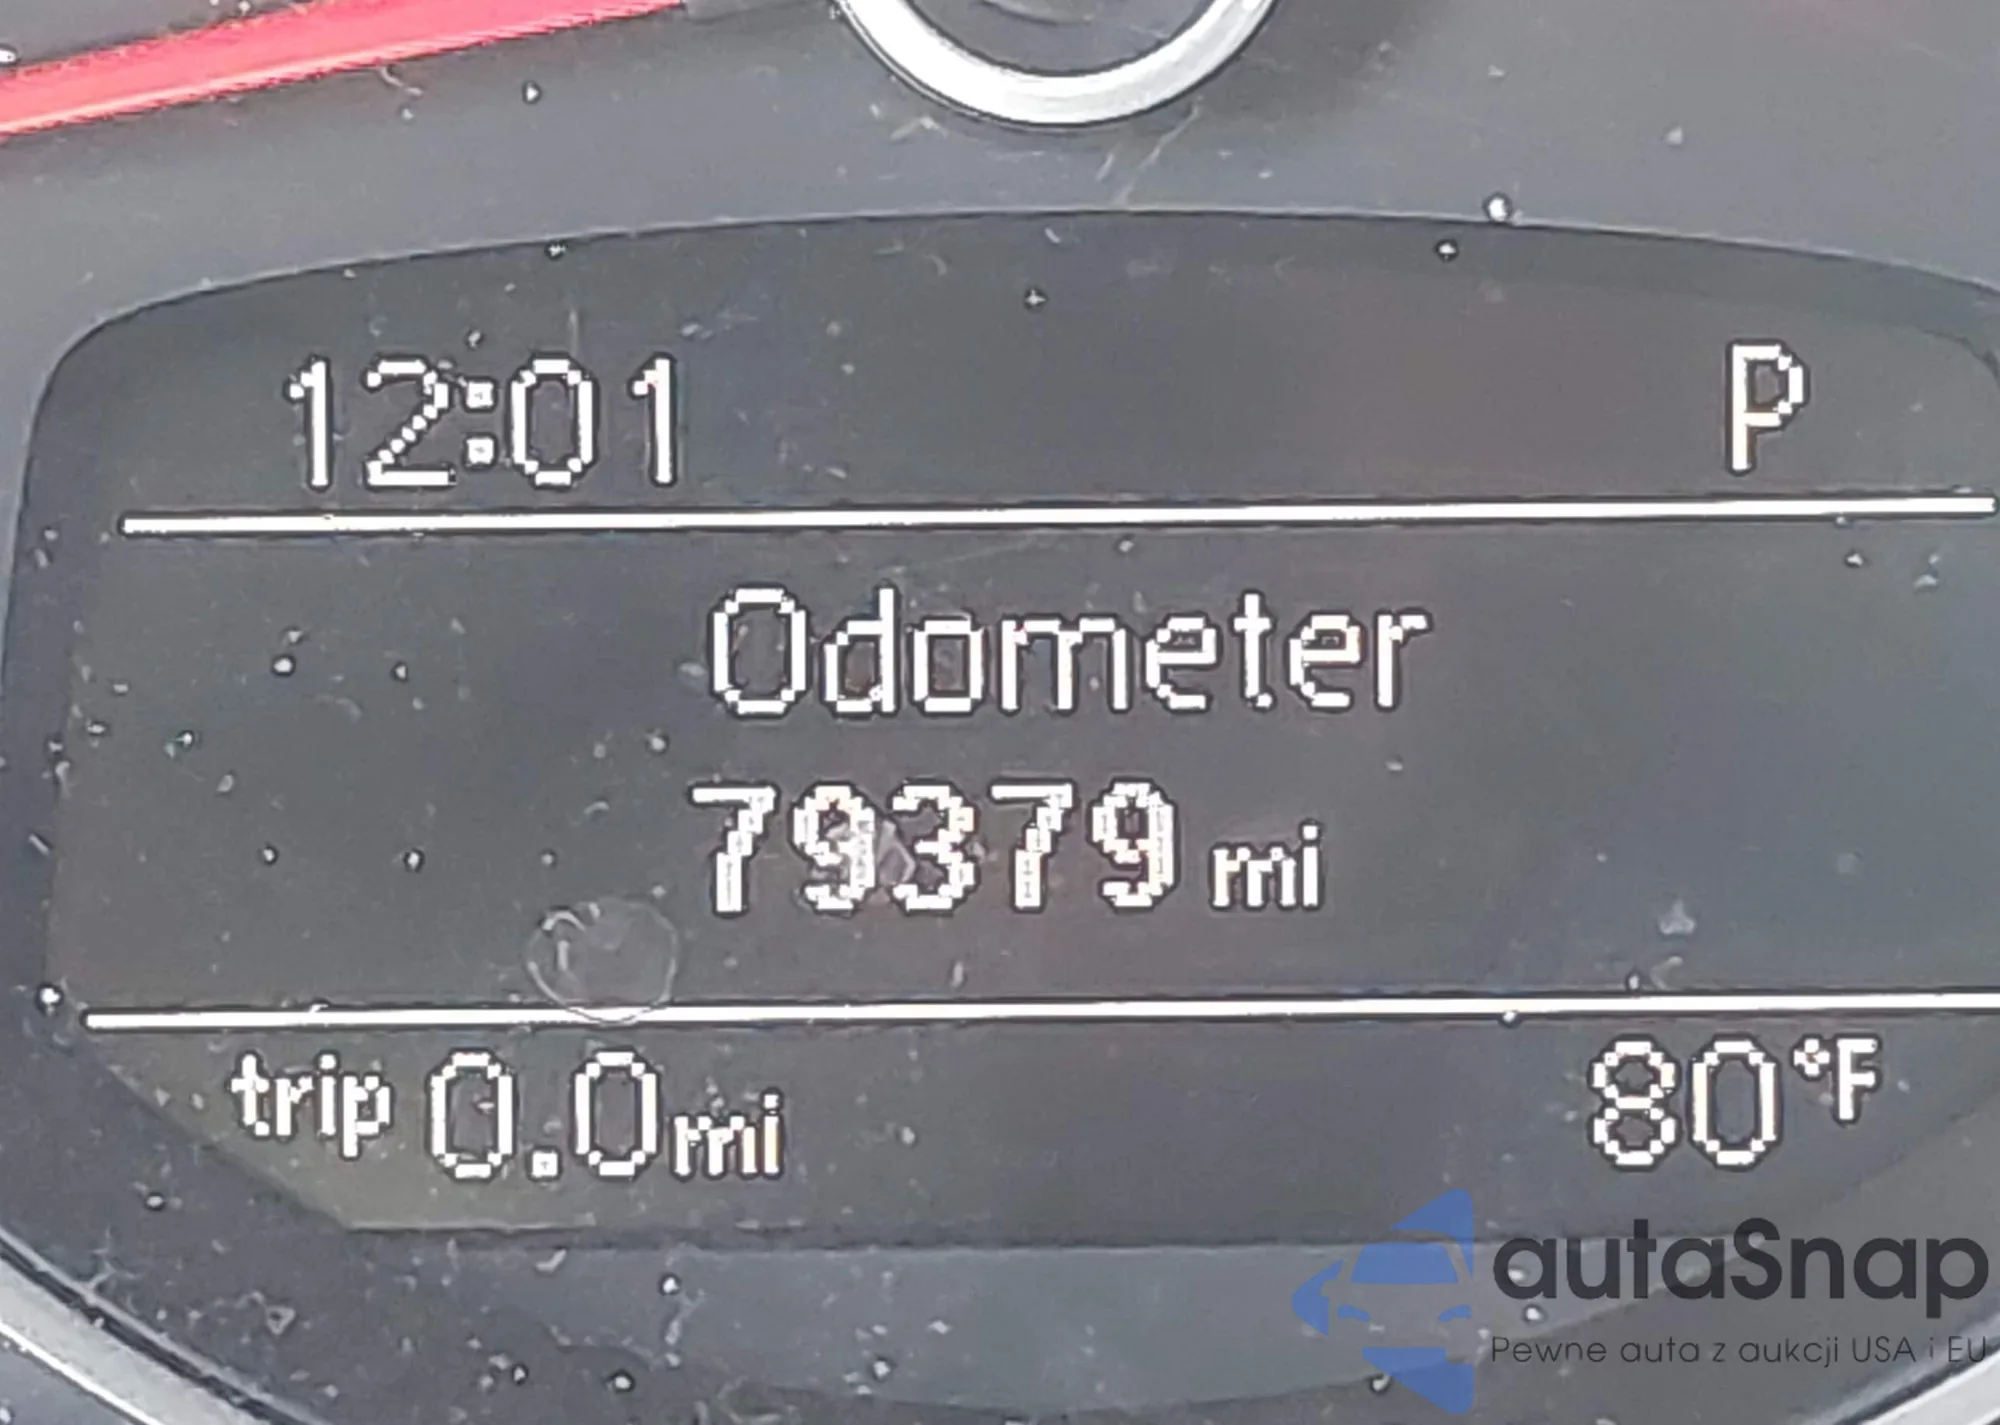 12:01 P
Odometer
79379 mi
trip 0.0mi 80°F
autaSnap
Pewne auta z aukcji USA i EU